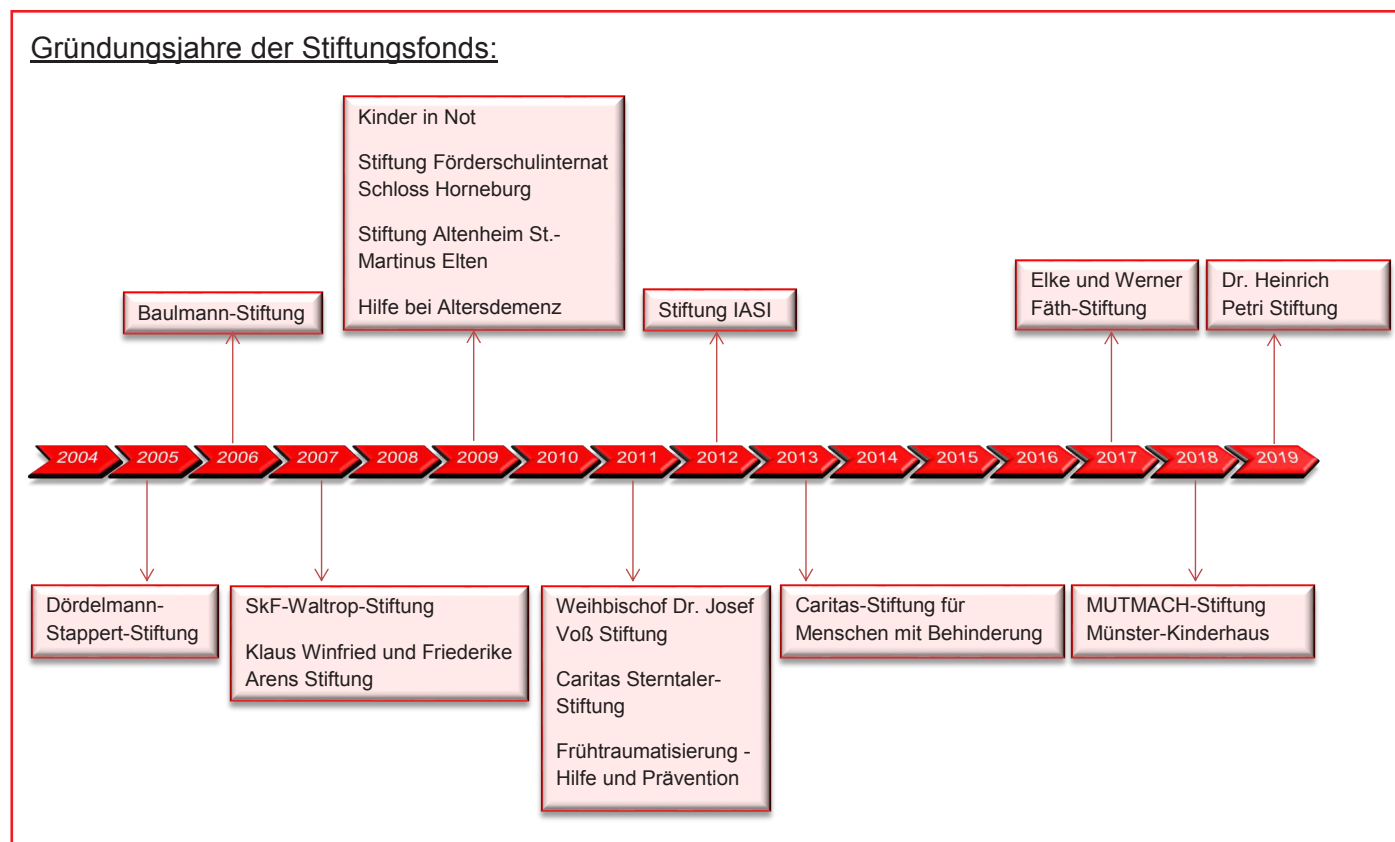 Gründungsjahre der Stiftungsfonds:
Kinder in Not
Stiftung Förderschulinternat
Schloss Horneburg
Stiftung Altenheim St.-
Martinus Elten
Hilfe bei Altersdemenz
Baulmann-Stiftung
Stiftung IASI
Elke und Werner
Fäth-Stiftung
Dr. Heinrich
Petri Stiftung
2004 2005 2006 2007 2008 2009 2010 2011 2012 2013 2014 2015 2016 2017 2018 2019
Dördelmann-
Stappert-Stiftung
SkF-Waltrop-Stiftung
Klaus Winfried und Friederike
Arens Stiftung
Weihbischof Dr. Josef
Voß Stiftung
Caritas Sterntaler-
Stiftung
Frühtraumatisierung -
Hilfe und Prävention
Caritas-Stiftung für
Menschen mit Behinderung
MUTMACH-Stiftung
Münster-Kinderhaus